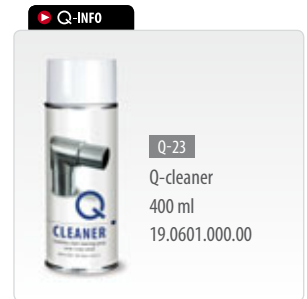 Q-INFO
Q
CLEANER
Q-23
Q-cleaner
400 ml
19.0601.000.00